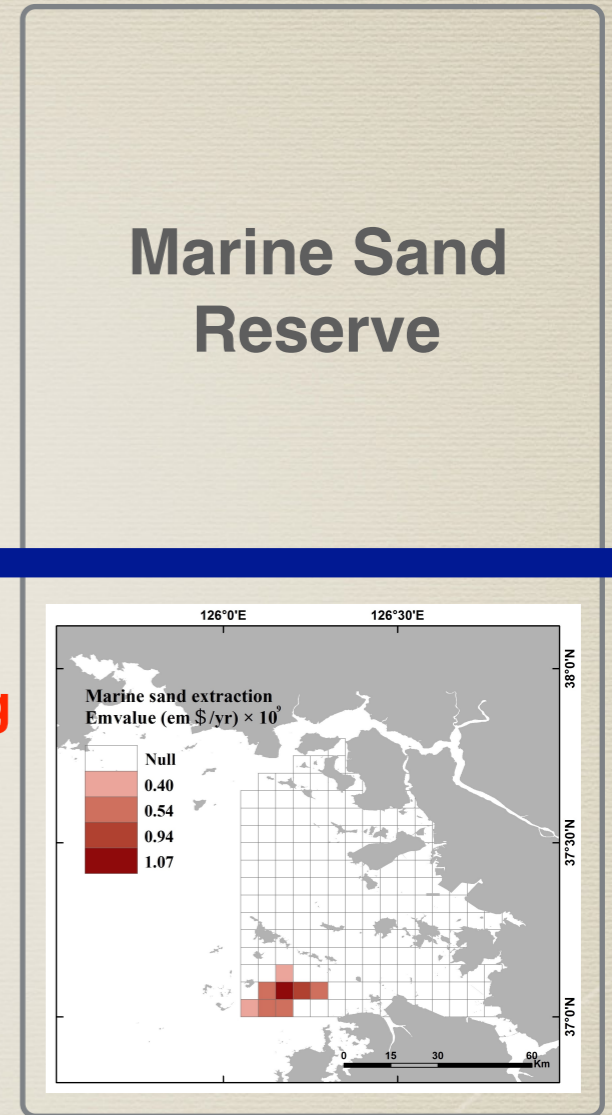 Marine Sand
Reserve
g
126°0'E 126°30'E
38°0'N
Marine sand extraction
Emvalue (em $/yr) × 10⁹
Null
0.40
0.54
0.94
1.07
37°30'N
37°0'N
0 15 30 60
Km